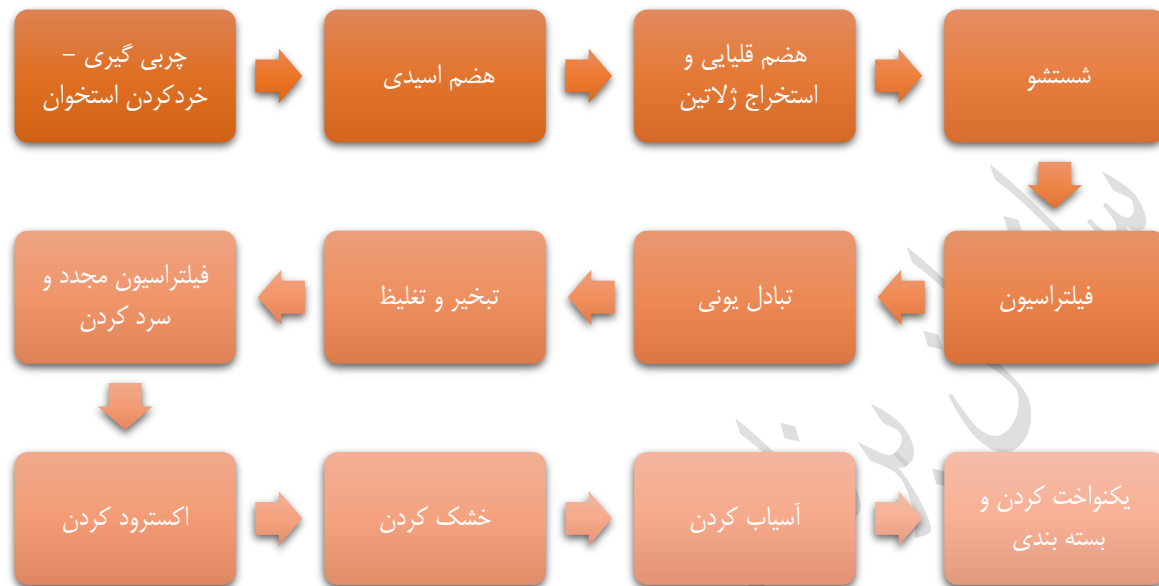 چربی گیری –
خردکردن استخوان
هضم اسیدی
هضم قلیایی و
استخراج ژلاتین
شستشو
فیلتراسیون
تبادل یونی
تبخیر و تغلیظ
فیلتراسیون مجدد و
سرد کردن
اکسترود کردن
خشک کردن
آسیاب کردن
یکنواخت کردن و
بسته بندی